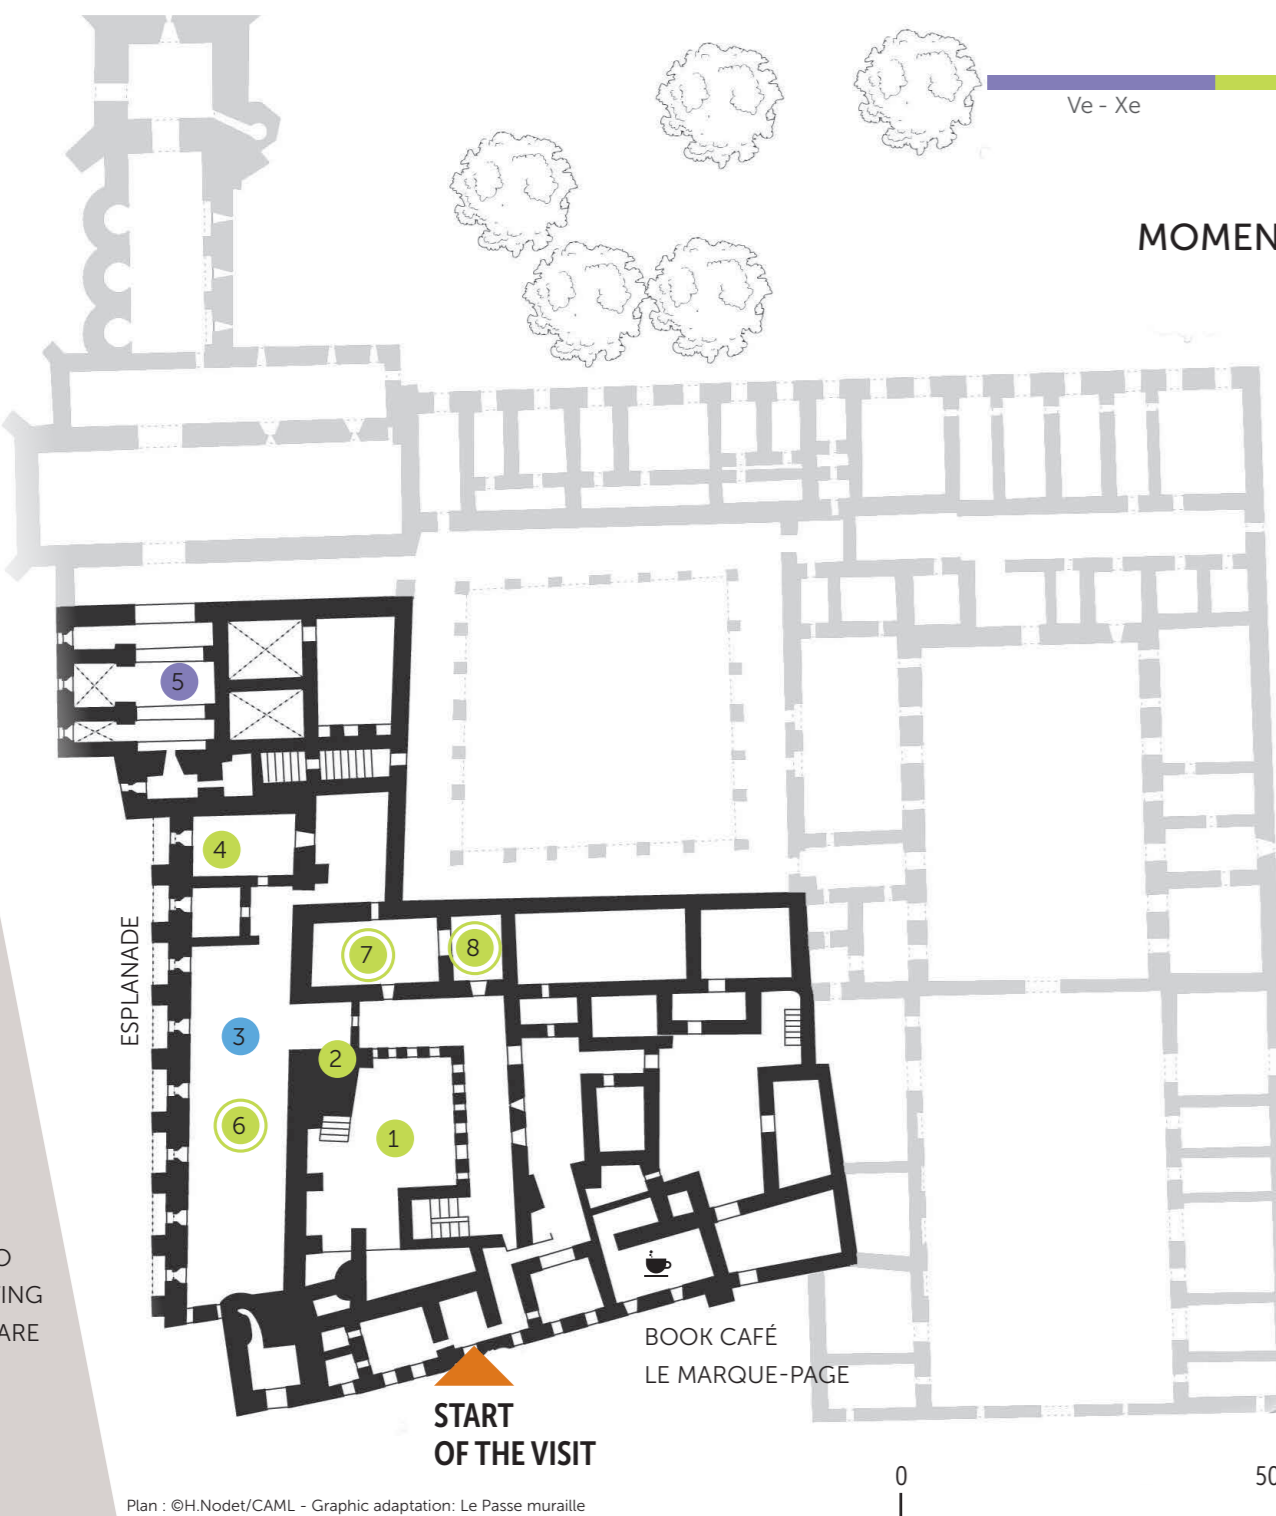 Ve - Xe
MOMEN
5
4
ESPLANADE
7
8
3
2
6
1
O
ING
ARE
BOOK CAFÉ
LE MARQUE-PAGE
START
OF THE VISIT
0
50
Plan : ©H.Nodet/CAML - Graphic adaptation: Le Passe muraille